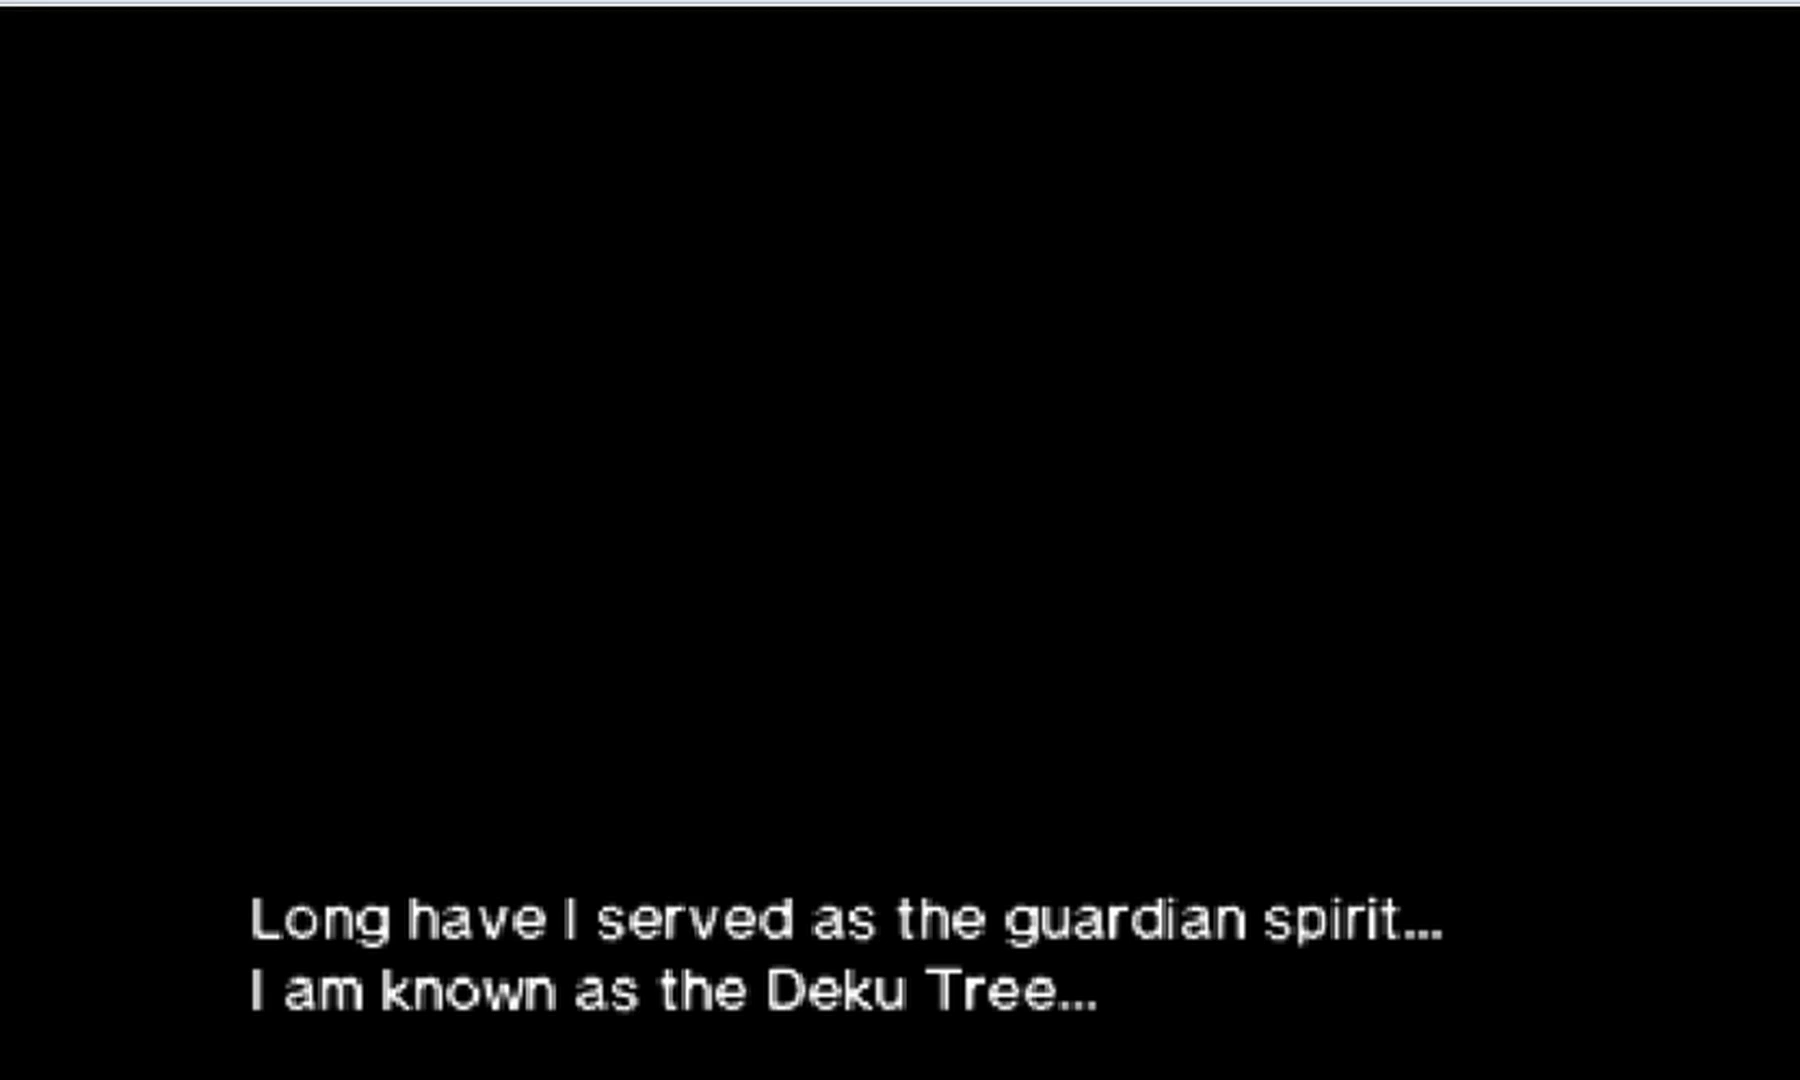 Long have I served as the guardian spirit...
I am known as the Deku Tree...